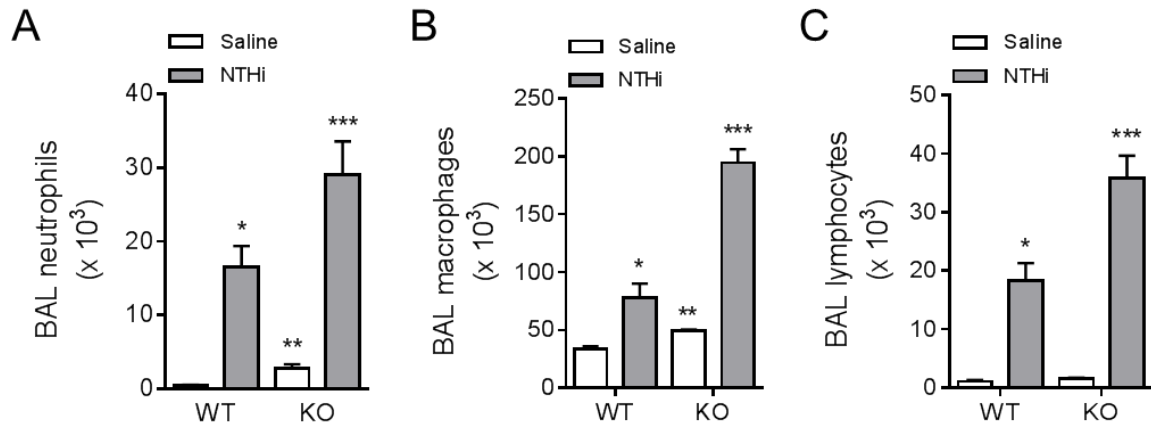 A
Saline
NTHi
BAL neutrophils
(x 10³)
40
30
20
10
0
*
**
***
WT
KO
B
Saline
NTHi
BAL macrophages
(x 10³)
250
200
150
100
50
0
*
**
***
WT
KO
C
Saline
NTHi
BAL lymphocytes
(x 10³)
50
40
30
20
10
0
*
***
WT
KO